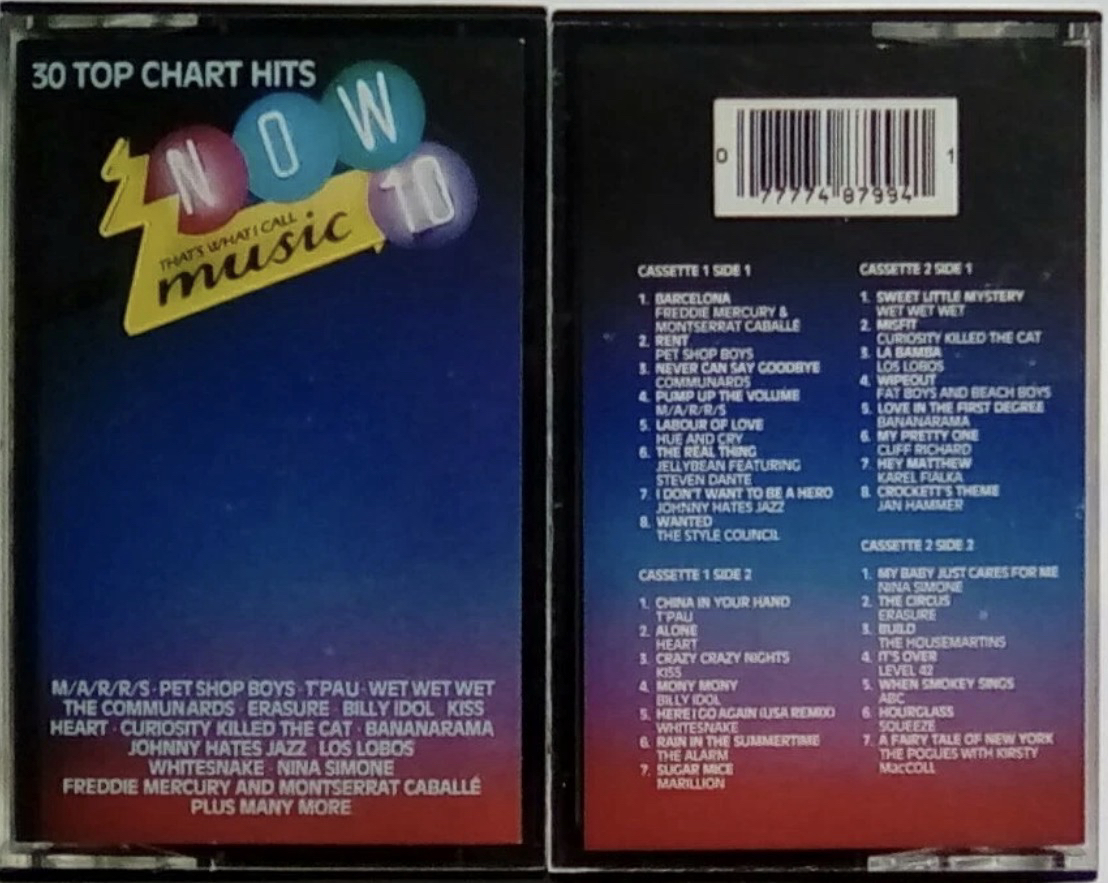 30 TOP CHART HITS
NOW
10
THAT'S WHAT I CALL
music
M/A/R/R/S · PET SHOP BOYS · T'PAU · WET WET WET
THE COMMUNARDS · ERASURE · BILLY IDOL · KISS
HEART · CURIOSITY KILLED THE CAT · BANANARAMA
JOHNNY HATES JAZZ · LOS LOBOS
WHITESNAKE · NINA SIMONE
FREDDIE MERCURY AND MONTSERRAT CABALLÉ
PLUS MANY MORE
0 77774 87994 1
CASSETTE 1 SIDE 1
1. BARCELONA
FREDDIE MERCURY &
MONTSERRAT CABALLÉ
2. RENT
PET SHOP BOYS
3. NEVER CAN SAY GOODBYE
COMMUNARDS
4. PUMP UP THE VOLUME
M/A/R/R/S
5. LABOUR OF LOVE
HUE AND CRY
6. THE REAL THING
JELLYBEAN FEATURING
STEVEN DANTE
7. I DON'T WANT TO BE A HERO
JOHNNY HATES JAZZ
8. WANTED
THE STYLE COUNCIL
CASSETTE 1 SIDE 2
1. CHINA IN YOUR HAND
T'PAU
2. ALONE
HEART
3. CRAZY CRAZY NIGHTS
KISS
4. MONY MONY
BILLY IDOL
5. HERE I GO AGAIN (USA REMIX)
WHITESNAKE
6. RAIN IN THE SUMMERTIME
THE ALARM
7. SUGAR MICE
MARILLION
CASSETTE 2 SIDE 1
1. SWEET LITTLE MYSTERY
WET WET WET
2. MISFIT
CURIOSITY KILLED THE CAT
3. LA BAMBA
LOS LOBOS
4. WIPEOUT
FAT BOYS AND BEACH BOYS
5. LOVE IN THE FIRST DEGREE
BANANARAMA
6. MY PRETTY ONE
CLIFF RICHARD
7. HEY MATTHEW
KAREL FIALKA
8. CROCKETT'S THEME
JAN HAMMER
CASSETTE 2 SIDE 2
1. MY BABY JUST CARES FOR ME
NINA SIMONE
2. THE CIRCUS
ERASURE
3. BUILD
THE HOUSEMARTINS
4. IT'S OVER
LEVEL 42
5. WHEN SMOKEY SINGS
ABC
6. HOURGLASS
SQUEEZE
7. A FAIRY TALE OF NEW YORK
THE POGUES WITH KIRSTY
MacCOLL